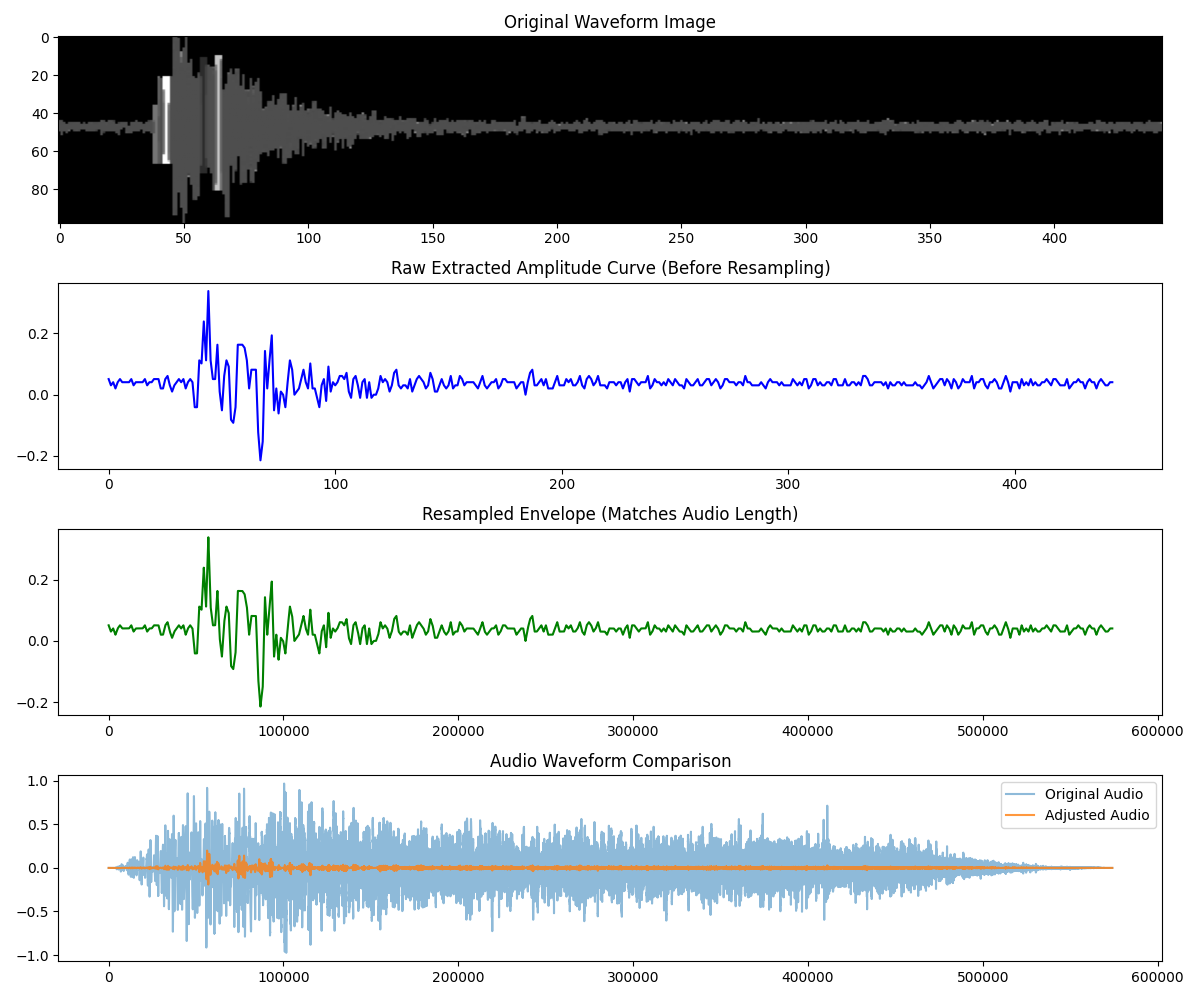 Original Waveform Image
0
20
40
60
80
0 50 100 150 200 250 300 350 400
Raw Extracted Amplitude Curve (Before Resampling)
0.2
0.0
−0.2
0 100 200 300 400
Resampled Envelope (Matches Audio Length)
0.2
0.0
−0.2
0 100000 200000 300000 400000 500000 600000
Audio Waveform Comparison
1.0
0.5
0.0
−0.5
−1.0
Original Audio
Adjusted Audio
0 100000 200000 300000 400000 500000 600000